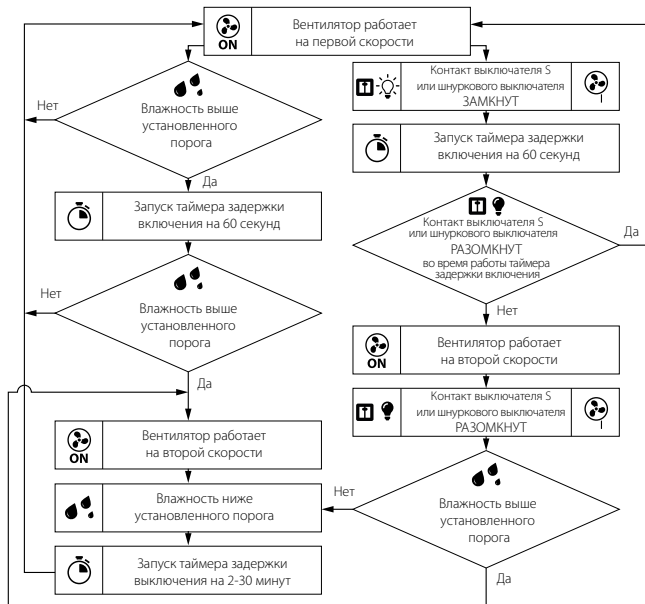 ON
Вентилятор работает
на первой скорости
Влажность выше
установленного
порога
Нет
Да
Запуск таймера задержки
включения на 60 секунд
Влажность выше
установленного
порога
Нет
Да
ON
Вентилятор работает
на второй скорости
Влажность ниже
установленного порога
Запуск таймера задержки
выключения на 2-30 минут
Контакт выключателя S
или шнуркового выключателя
ЗАМКНУТ
Запуск таймера задержки
включения на 60 секунд
Контакт выключателя S
или шнуркового выключателя
РАЗОМКНУТ
во время работы таймера
задержки включения
Да
Нет
ON
Вентилятор работает
на второй скорости
Контакт выключателя S
или шнуркового выключателя
РАЗОМКНУТ
Влажность выше
установленного
порога
Нет
Да